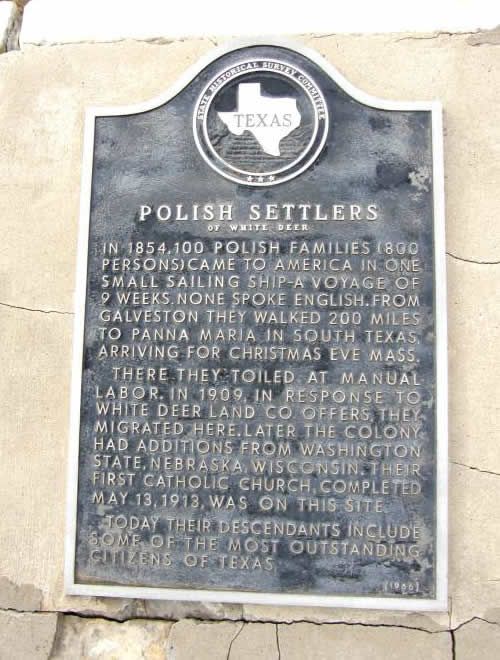 STATE HISTORICAL SURVEY COMMITTEE
TEXAS
POLISH SETTLERS
OF WHITE DEER
IN 1854, 100 POLISH FAMILIES (800
PERSONS) CAME TO AMERICA IN ONE
SMALL SAILING SHIP-A VOYAGE OF
9 WEEKS. NONE SPOKE ENGLISH. FROM
GALVESTON THEY WALKED 200 MILES
TO PANNA MARIA IN SOUTH TEXAS,
ARRIVING FOR CHRISTMAS EVE MASS.
THERE THEY TOILED AT MANUAL
LABOR. IN 1909, IN RESPONSE TO
WHITE DEER LAND CO. OFFERS, THEY
MIGRATED HERE. LATER THE COLONY
HAD ADDITIONS FROM WASHINGTON
STATE, NEBRASKA, WISCONSIN. THEIR
FIRST CATHOLIC CHURCH, COMPLETED
MAY 13, 1913, WAS ON THIS SITE.
TODAY THEIR DESCENDANTS INCLUDE
SOME OF THE MOST OUTSTANDING
CITIZENS OF TEXAS.
(1966)